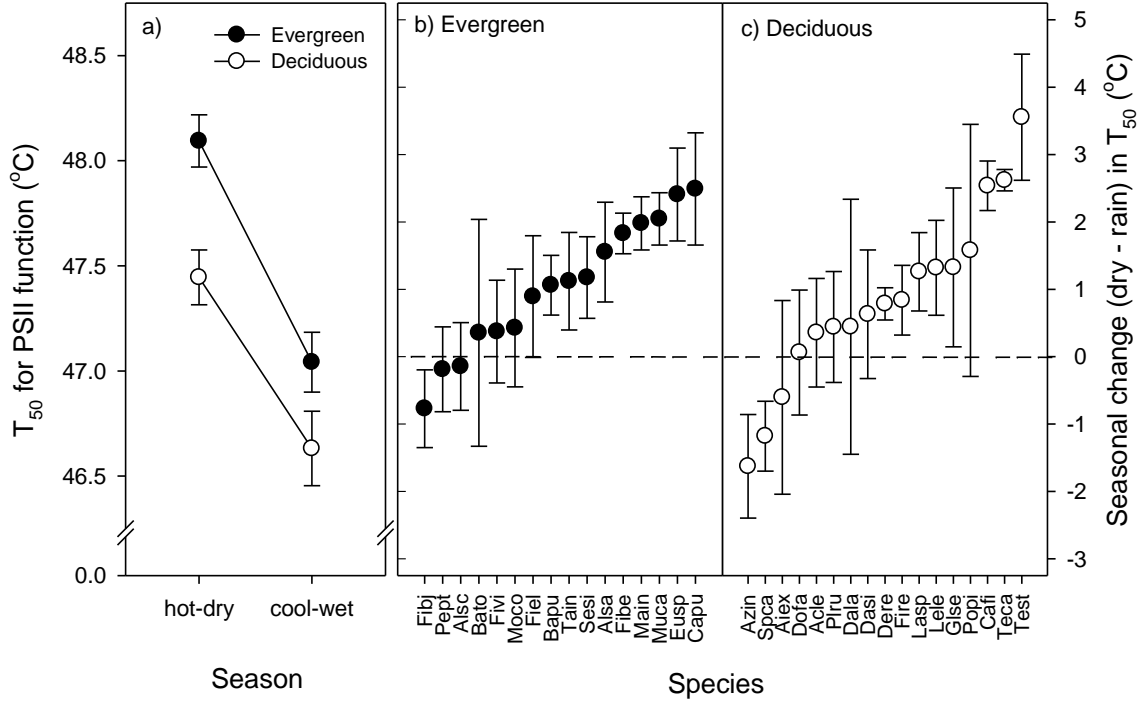 a)
Evergreen
Deciduous
b) Evergreen
c) Deciduous
48.5
48.0
47.5
47.0
46.5
0.0
T50 for PSII function (oC)
hot-dry
cool-wet
Season
Fibj
Pept
Alsc
Bato
Fivi
Moco
Fiel
Bapu
Tain
Sesi
Alsa
Fibe
Main
Muca
Eusp
Capu
Azin
Spca
Aiex
Dofa
Acle
Plru
Dala
Dasi
Dere
Fire
Lasp
Lele
Glse
Popi
Cafi
Teca
Test
Species
5
4
3
2
1
0
-1
-2
-3
Seasonal change (dry - rain) in T50 (oC)